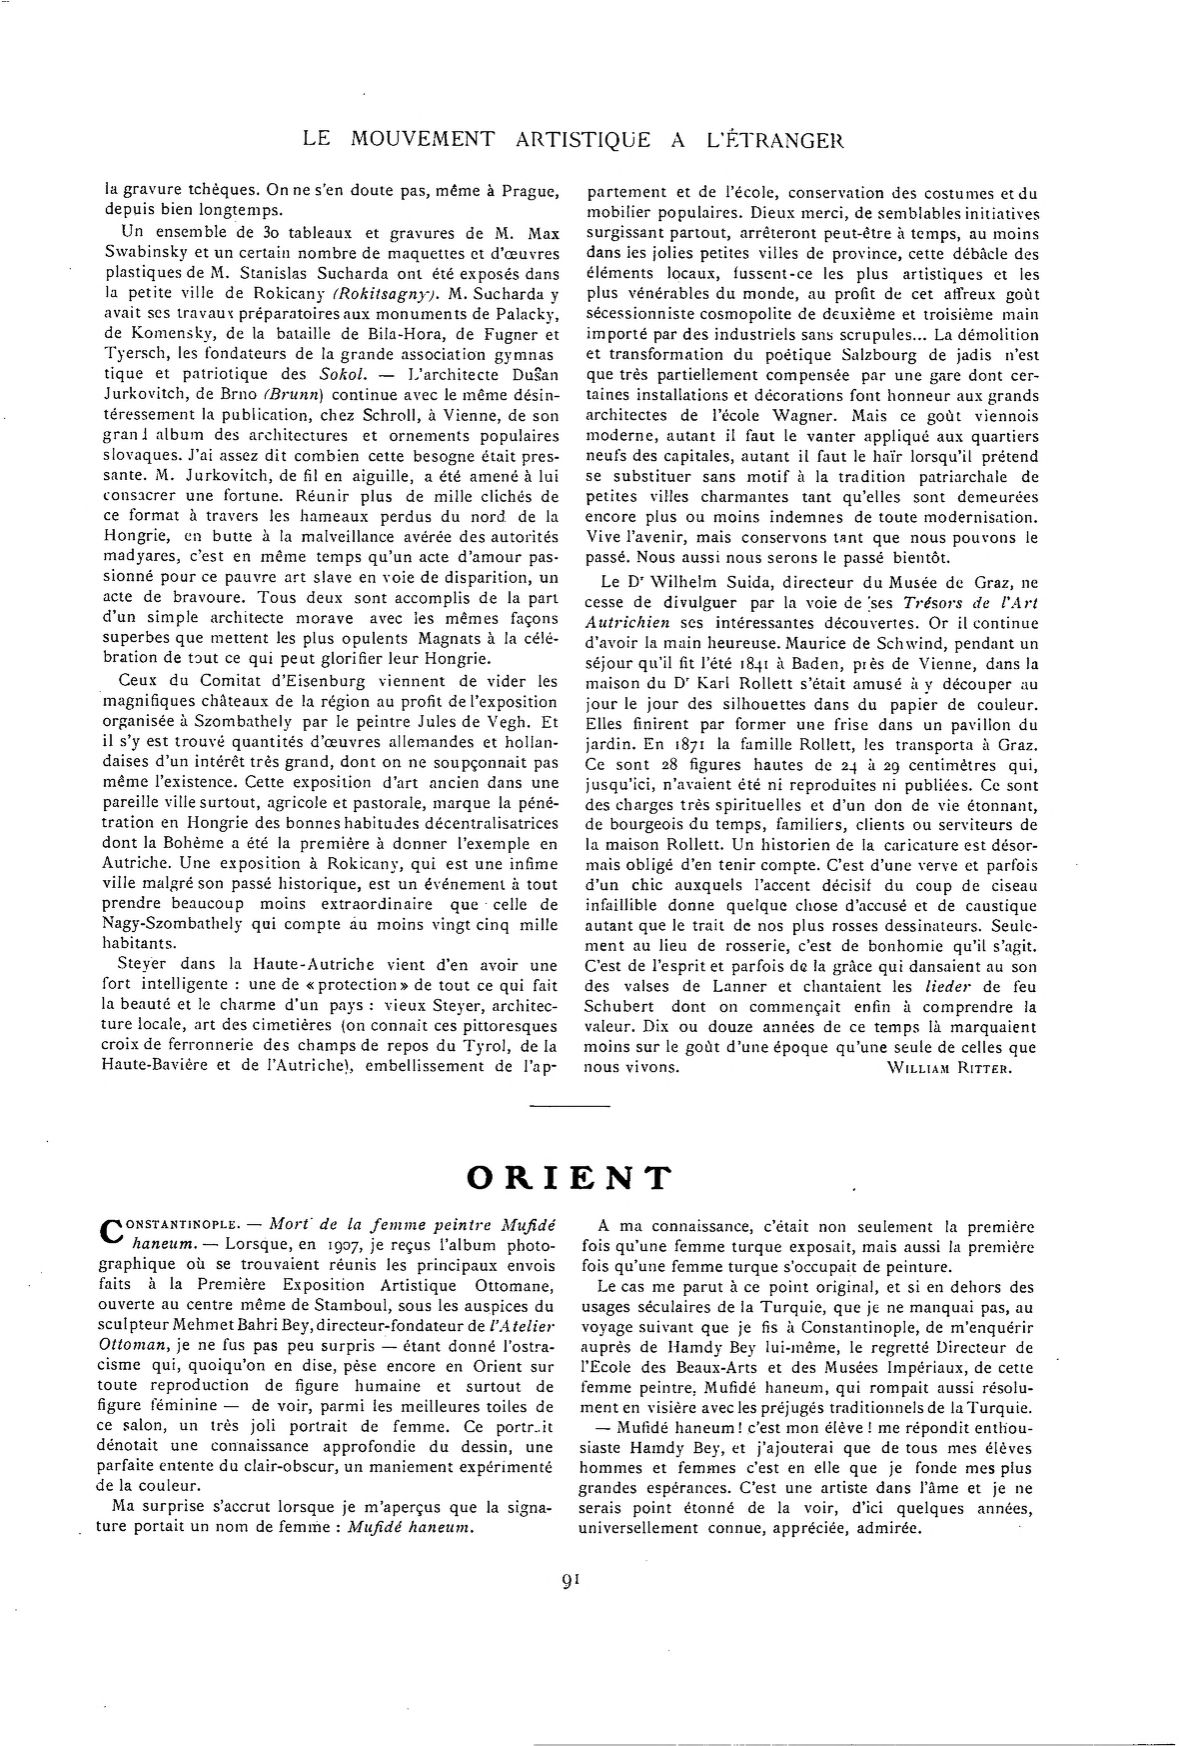 LE MOUVEMENT ARTISTIQUE A L'ÉTRANGER
la gravure tchèques. On ne s'en doute pas, même à Prague,
depuis bien longtemps.
Un ensemble de 30 tableaux et gravures de M. Max
Swabinsky et un certain nombre de maquettes et d'œuvres
plastiques de M. Stanislas Sucharda ont été exposés dans
la petite ville de Rokicany (Rokitsagny). M. Sucharda y
avait ses travaux préparatoires aux monuments de Palacky,
de Komensky, de la bataille de Bila-Hora, de Fugner et
Tyersch, les fondateurs de la grande association gymnas
tique et patriotique des Sokol. — L'architecte DuŠan
Jurkovitch, de Brno (Brunn) continue avec le même désin-
téressement la publication, chez Schroll, à Vienne, de son
grand album des architectures et ornements populaires
slovaques. J'ai assez dit combien cette besogne était pres-
sante. M. Jurkovitch, de fil en aiguille, a été amené à lui
consacrer une fortune. Réunir plus de mille clichés de
ce format à travers les hameaux perdus du nord de la
Hongrie, en butte à la malveillance avérée des autorités
madyares, c'est en même temps qu'un acte d'amour pas-
sionné pour ce pauvre art slave en voie de disparition, un
acte de bravoure. Tous deux sont accomplis de la part
d'un simple architecte morave avec les mêmes façons
superbes que mettent les plus opulents Magnats à la célé-
bration de tout ce qui peut glorifier leur Hongrie.
Ceux du Comitat d'Eisenburg viennent de vider les
magnifiques châteaux de la région au profit de l'exposition
organisée à Szombathely par le peintre Jules de Vegh. Et
il s'y est trouvé quantités d'œuvres allemandes et hollan-
daises d'un intérêt très grand, dont on ne soupçonnait pas
même l'existence. Cette exposition d'art ancien dans une
pareille ville surtout, agricole et pastorale, marque la péné-
tration en Hongrie des bonnes habitudes décentralisatrices
dont la Bohème a été la première à donner l'exemple en
Autriche. Une exposition à Rokicany, qui est une infime
ville malgré son passé historique, est un événement à tout
prendre beaucoup moins extraordinaire que celle de
Nagy-Szombathely qui compte au moins vingt cinq mille
habitants.
Steyer dans la Haute-Autriche vient d'en avoir une
fort intelligente : une de « protection » de tout ce qui fait
la beauté et le charme d'un pays : vieux Steyer, architec-
ture locale, art des cimetières (on connait ces pittoresques
croix de ferronnerie des champs de repos du Tyrol, de la
Haute-Bavière et de l'Autriche), embellissement de l'ap-
partement et de l'école, conservation des costumes et du
mobilier populaires. Dieux merci, de semblables initiatives
surgissant partout, arrêteront peut-être à temps, au moins
dans les jolies petites villes de province, cette débâcle des
éléments locaux, fussent-ce les plus artistiques et les
plus vénérables du monde, au profit de cet affreux goût
sécessionniste cosmopolite de deuxième et troisième main
importé par des industriels sans scrupules... La démolition
et transformation du poétique Salzbourg de jadis n'est
que très partiellement compensée par une gare dont cer-
taines installations et décorations font honneur aux grands
architectes de l'école Wagner. Mais ce goût viennois
moderne, autant il faut le vanter appliqué aux quartiers
neufs des capitales, autant il faut le haïr lorsqu'il prétend
se substituer sans motif à la tradition patriarchale de
petites villes charmantes tant qu'elles sont demeurées
encore plus ou moins indemnes de toute modernisation.
Vive l'avenir, mais conservons tant que nous pouvons le
passé. Nous aussi nous serons le passé bientôt.
Le Dr Wilhelm Suida, directeur du Musée de Graz, ne
cesse de divulguer par la voie de ses Trésors de l'Art
Autrichien ses intéressantes découvertes. Or il continue
d'avoir la main heureuse. Maurice de Schwind, pendant un
séjour qu'il fit l'été 1841 à Baden, près de Vienne, dans la
maison du Dr Karl Rollett s'était amusé à y découper au
jour le jour des silhouettes dans du papier de couleur.
Elles finirent par former une frise dans un pavillon du
jardin. En 1871 la famille Rollett, les transporta à Graz.
Ce sont 28 figures hautes de 24 à 29 centimètres qui,
jusqu'ici, n'avaient été ni reproduites ni publiées. Ce sont
des charges très spirituelles et d'un don de vie étonnant,
de bourgeois du temps, familiers, clients ou serviteurs de
la maison Rollett. Un historien de la caricature est désor-
mais obligé d'en tenir compte. C'est d'une verve et parfois
d'un chic auxquels l'accent décisif du coup de ciseau
infaillible donne quelque chose d'accusé et de caustique
autant que le trait de nos plus rosses dessinateurs. Seule-
ment au lieu de rosserie, c'est de bonhomie qu'il s'agit.
C'est de l'esprit et parfois de la grâce qui dansaient au son
des valses de Lanner et chantaient les lieder de feu
Schubert dont on commençait enfin à comprendre la
valeur. Dix ou douze années de ce temps là marquaient
moins sur le goût d'une époque qu'une seule de celles que
nous vivons. WILLIAM RITTER.
ORIENT
CONSTANTINOPLE. — Mort de la femme peintre Mufidé
haneum. — Lorsque, en 1907, je reçus l'album photo-
graphique où se trouvaient réunis les principaux envois
faits à la Première Exposition Artistique Ottomane,
ouverte au centre même de Stamboul, sous les auspices du
sculpteur Mehmet Bahri Bey, directeur-fondateur de l'Atelier
Ottoman, je ne fus pas peu surpris — étant donné l'ostra-
cisme qui, quoiqu'on en dise, pèse encore en Orient sur
toute reproduction de figure humaine et surtout de
figure féminine — de voir, parmi les meilleures toiles de
ce salon, un très joli portrait de femme. Ce portrait
dénotait une connaissance approfondie du dessin, une
parfaite entente du clair-obscur, un maniement expérimenté
de la couleur.
Ma surprise s'accrut lorsque je m'aperçus que la signa-
ture portait un nom de femme : Mufidé haneum.
A ma connaissance, c'était non seulement la première
fois qu'une femme turque exposait, mais aussi la première
fois qu'une femme turque s'occupait de peinture.
Le cas me parut à ce point original, et si en dehors des
usages séculaires de la Turquie, que je ne manquai pas, au
voyage suivant que je fis à Constantinople, de m'enquérir
auprès de Hamdy Bey lui-même, le regretté Directeur de
l'Ecole des Beaux-Arts et des Musées Impériaux, de cette
femme peintre, Mufidé haneum, qui rompait aussi résolu-
ment en visière avec les préjugés traditionnels de la Turquie.
— Mufidé haneum ! c'est mon élève ! me répondit enthou-
siaste Hamdy Bey, et j'ajouterai que de tous mes élèves
hommes et femmes c'est en elle que je fonde mes plus
grandes espérances. C'est une artiste dans l'âme et je ne
serais point étonné de la voir, d'ici quelques années,
universellement connue, appréciée, admirée.
91